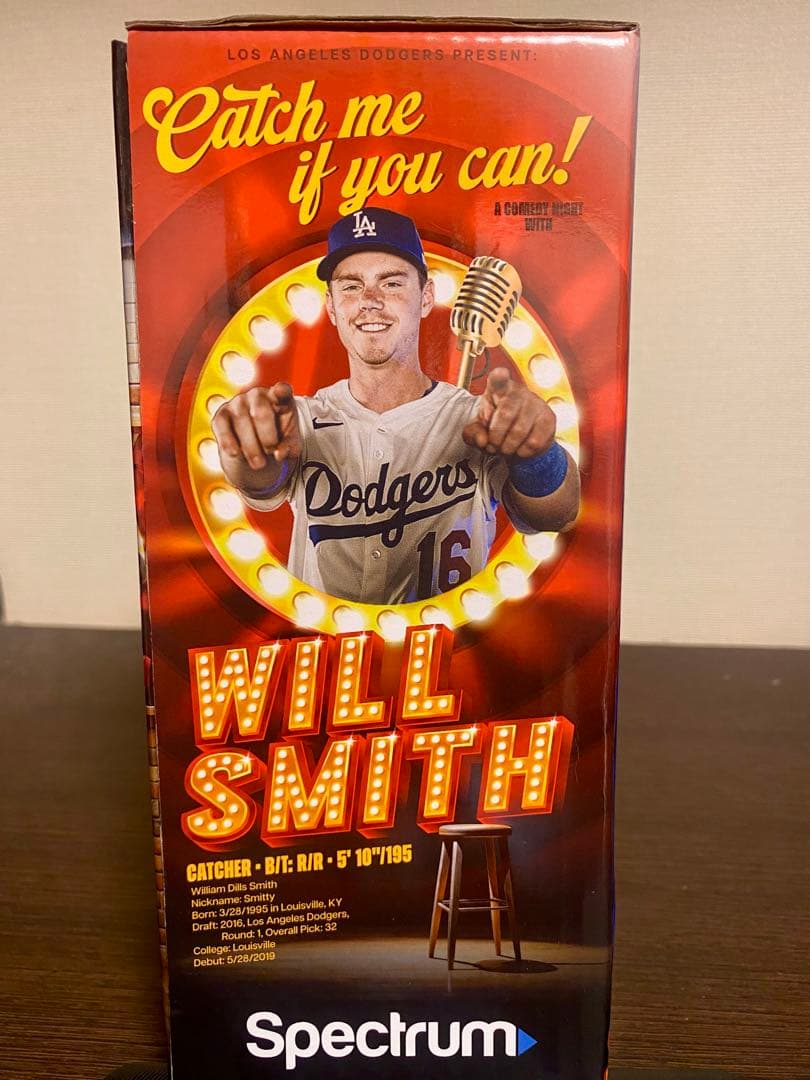 LOS ANGELES DODGERS PRESENT:
Catch me
if you can!
A COMEDY NIGHT
WITH
LA
Dodgers
16
WILL
SMITH
CATCHER • B/T: R/R • 5' 10"/195
William Dills Smith
Nickname: Smitty
Born: 3/28/1995 in Louisville, KY
Draft: 2016, Los Angeles Dodgers,
Round: 1, Overall Pick: 32
College: Louisville
Debut: 5/28/2019
Spectrum